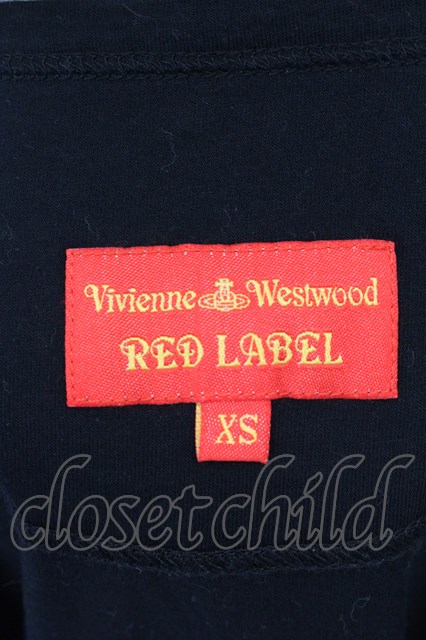 Vivienne Westwood
RED LABEL
XS
closetchild